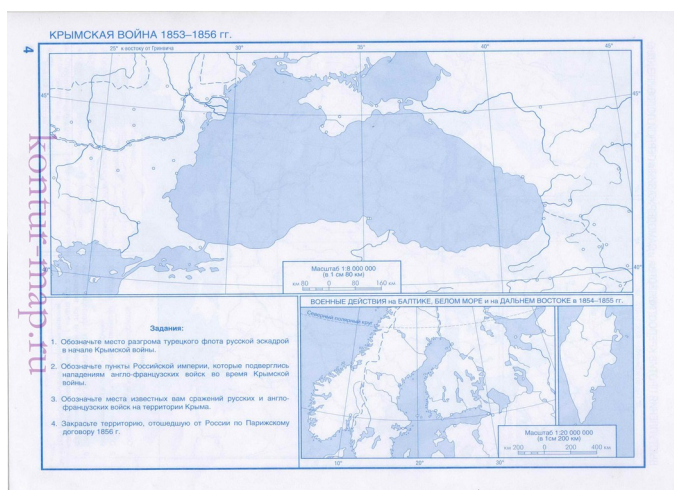 КРЫМСКАЯ ВОЙНА 1853–1856 гг.
4
25° к востоку от Гринвича
30°
35°
40°
45°
45°
45°
Масштаб 1:8 000 000
(в 1 см 80 км)
км 80 0 80 160 км
kontur-map.ru
Задания:
1. Обозначьте место разгрома турецкого флота русской эскадрой
в начале Крымской войны.
2. Обозначьте пункты Российской империи, которые подверглись
нападениям англо-французских войск во время Крымской
войны.
3. Обозначьте места известных вам сражений русских и англо-
французских войск на территории Крыма.
4. Закрасьте территорию, отошедшую от России по Парижскому
договору 1856 г.
ВОЕННЫЕ ДЕЙСТВИЯ на БАЛТИКЕ, БЕЛОМ МОРЕ и на ДАЛЬНЕМ ВОСТОКЕ в 1854–1855 гг.
Северный полярный круг
Масштаб 1:20 000 000
(в 1см 200 км)
км 200 0 200 400 км
10°
20°
30°